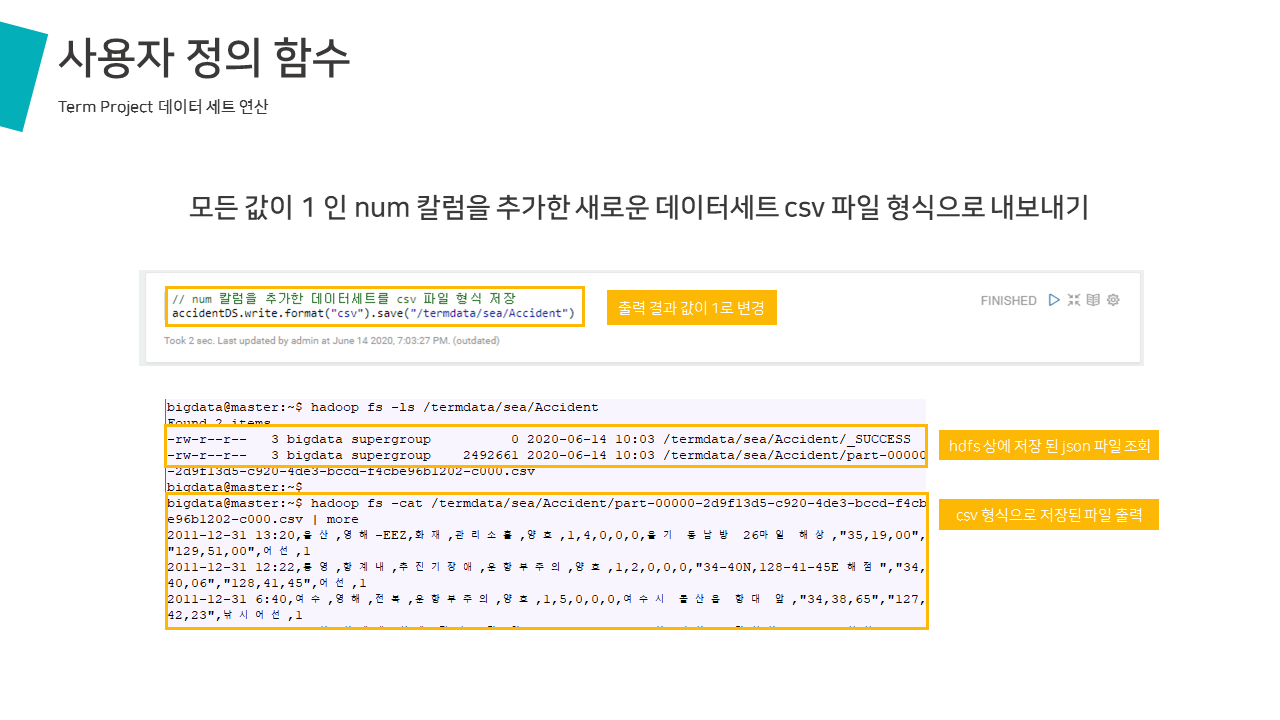 사용자 정의 함수
Term Project 데이터 세트 연산
모든 값이 1 인 num 칼럼을 추가한 새로운 데이터세트 csv 파일 형식으로 내보내기
// num 칼럼을 추가한 데이터세트를 csv 파일 형식 저장
accidentDS.write.format("csv").save("/termdata/sea/Accident")
출력 결과 값이 1로 변경
FINISHED
Took 2 sec. Last updated by admin at June 14 2020, 7:03:27 PM. (outdated)
bigdata@master:~$ hadoop fs -ls /termdata/sea/Accident
Found 2 items
-rw-r--r--   3 bigdata supergroup          0 2020-06-14 10:03 /termdata/sea/Accident/_SUCCESS
-rw-r--r--   3 bigdata supergroup    2492661 2020-06-14 10:03 /termdata/sea/Accident/part-00000
-2d9f13d5-c920-4de3-bccd-f4cbe96b1202-c000.csv
bigdata@master:~$
hdfs 상에 저장 된 json 파일 조회
bigdata@master:~$ hadoop fs -cat /termdata/sea/Accident/part-00000-2d9f13d5-c920-4de3-bccd-f4cb
e96b1202-c000.csv | more
2011-12-31 13:20,울산,영해-EEZ,화재,관리소홀,양호,1,4,0,0,0,울기 동남방 26마일 해상,"35,19,00",
"129,51,00",어선,1
2011-12-31 12:22,통영,항계내,추진기장애,운항부주의,양호,1,2,0,0,0,"34-40N,128-41-45E 해점","34,
40,06","128,41,45",어선,1
2011-12-31 6:40,여수,영해,전복,운항부주의,양호,1,5,0,0,0,여수시 돌산읍 항대 앞,"34,38,65","127,
42,23",낚시어선,1
csv 형식으로 저장된 파일 출력